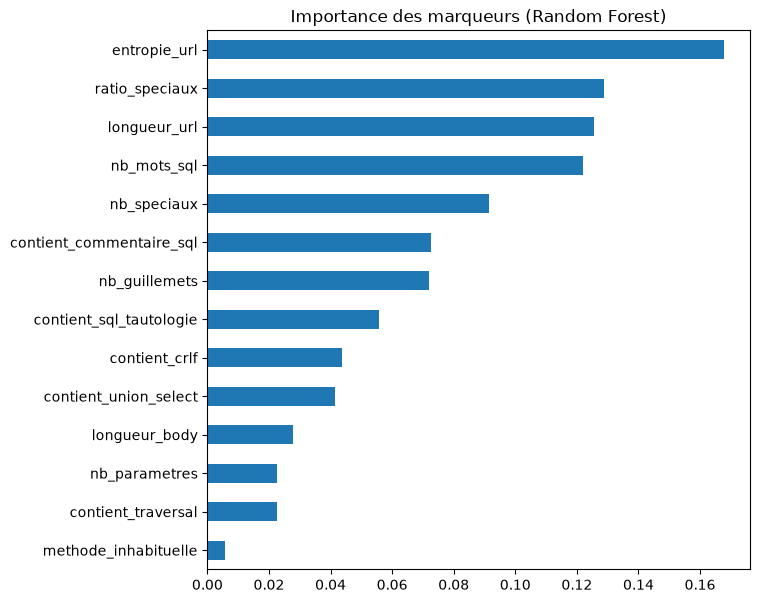 Importance des marqueurs (Random Forest)
entropie_url
ratio_speciaux
longueur_url
nb_mots_sql
nb_speciaux
contient_commentaire_sql
nb_guillemets
contient_sql_tautologie
contient_crlf
contient_union_select
longueur_body
nb_parametres
contient_traversal
methode_inhabituelle
0.00 0.02 0.04 0.06 0.08 0.10 0.12 0.14 0.16